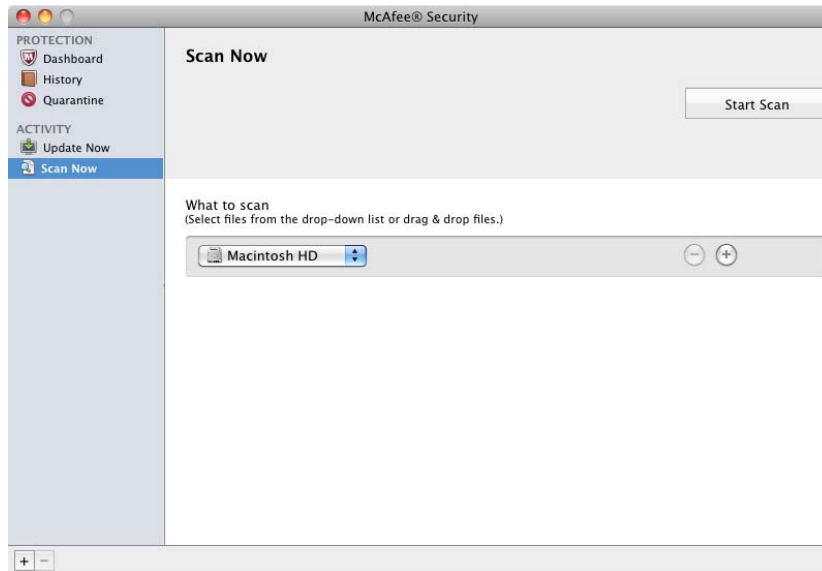 McAfee® Security
PROTECTION
Dashboard
History
Quarantine
ACTIVITY
Update Now
Scan Now
Scan Now
Start Scan
What to scan
(Select files from the drop-down list or drag & drop files.)
Macintosh HD